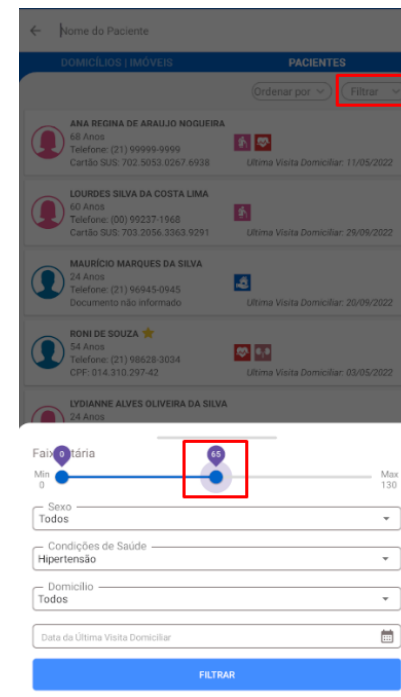 Nome do Paciente
DOMICÍLIOS | IMÓVEIS PACIENTES
Ordenar por Filtrar
ANA REGINA DE ARAUJO NOGUEIRA
68 Anos
Telefone: (21) 99999-9999
Cartão SUS: 702.5053.0267.6938 Ultima Visita Domiciliar: 11/05/2022
LOURDES SILVA DA COSTA LIMA
60 Anos
Telefone: (00) 99237-1968
Cartão SUS: 703.2056.3363.9291 Ultima Visita Domiciliar: 29/09/2022
MAURÍCIO MARQUES DA SILVA
24 Anos
Telefone: (21) 96945-0945
Documento não informado Ultima Visita Domiciliar: 20/09/2022
RONI DE SOUZA
54 Anos
Telefone: (21) 98628-3034
CPF: 014.310.297-42 Ultima Visita Domiciliar: 03/05/2022
LYDIANNE ALVES OLIVEIRA DA SILVA
24 Anos
Faixa etária
0 65
Min Max
0 130
Sexo
Todos
Condições de Saúde
Hipertensão
Domicílio
Todos
Data da Última Visita Domiciliar
FILTRAR